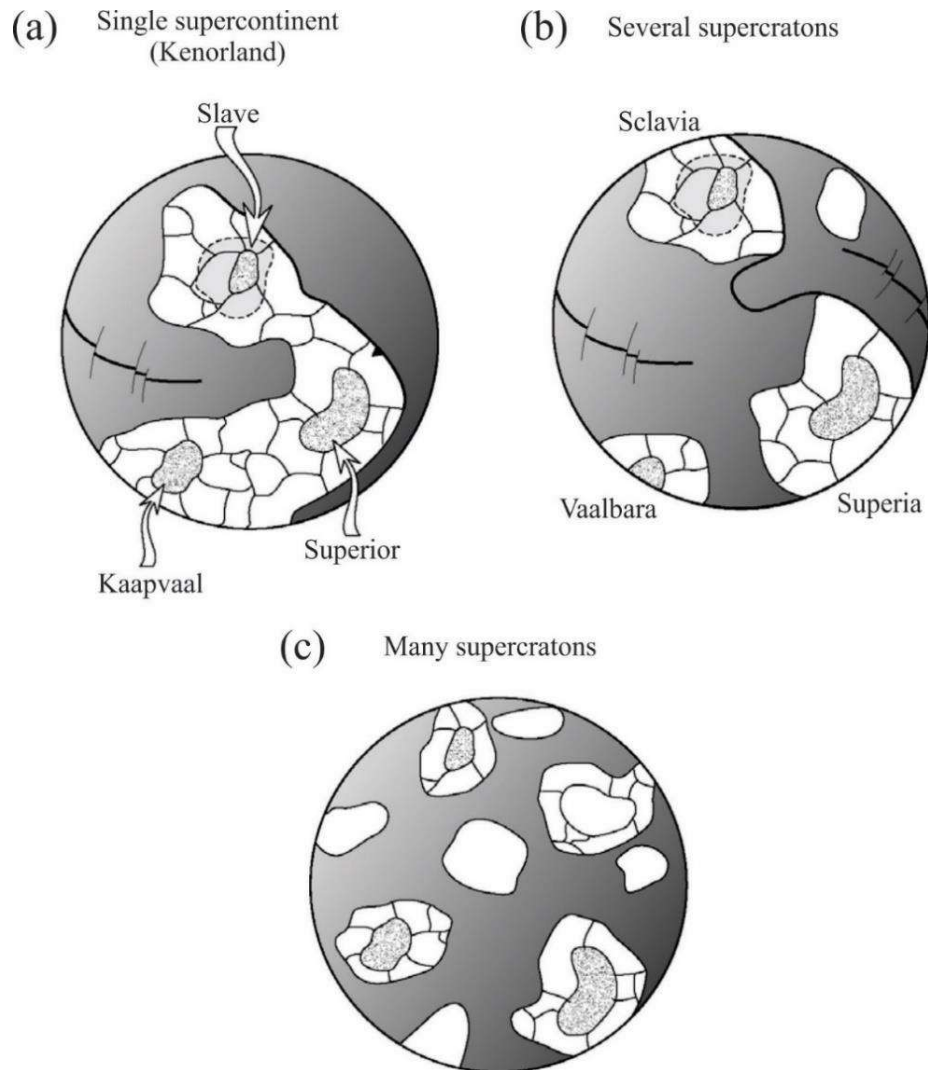 (a)
Single supercontinent
(Kenorland)
Slave
Kaapvaal
Superior
(b)
Several supercratons
Sclavia
Vaalbara
Superia
(c)
Many supercratons